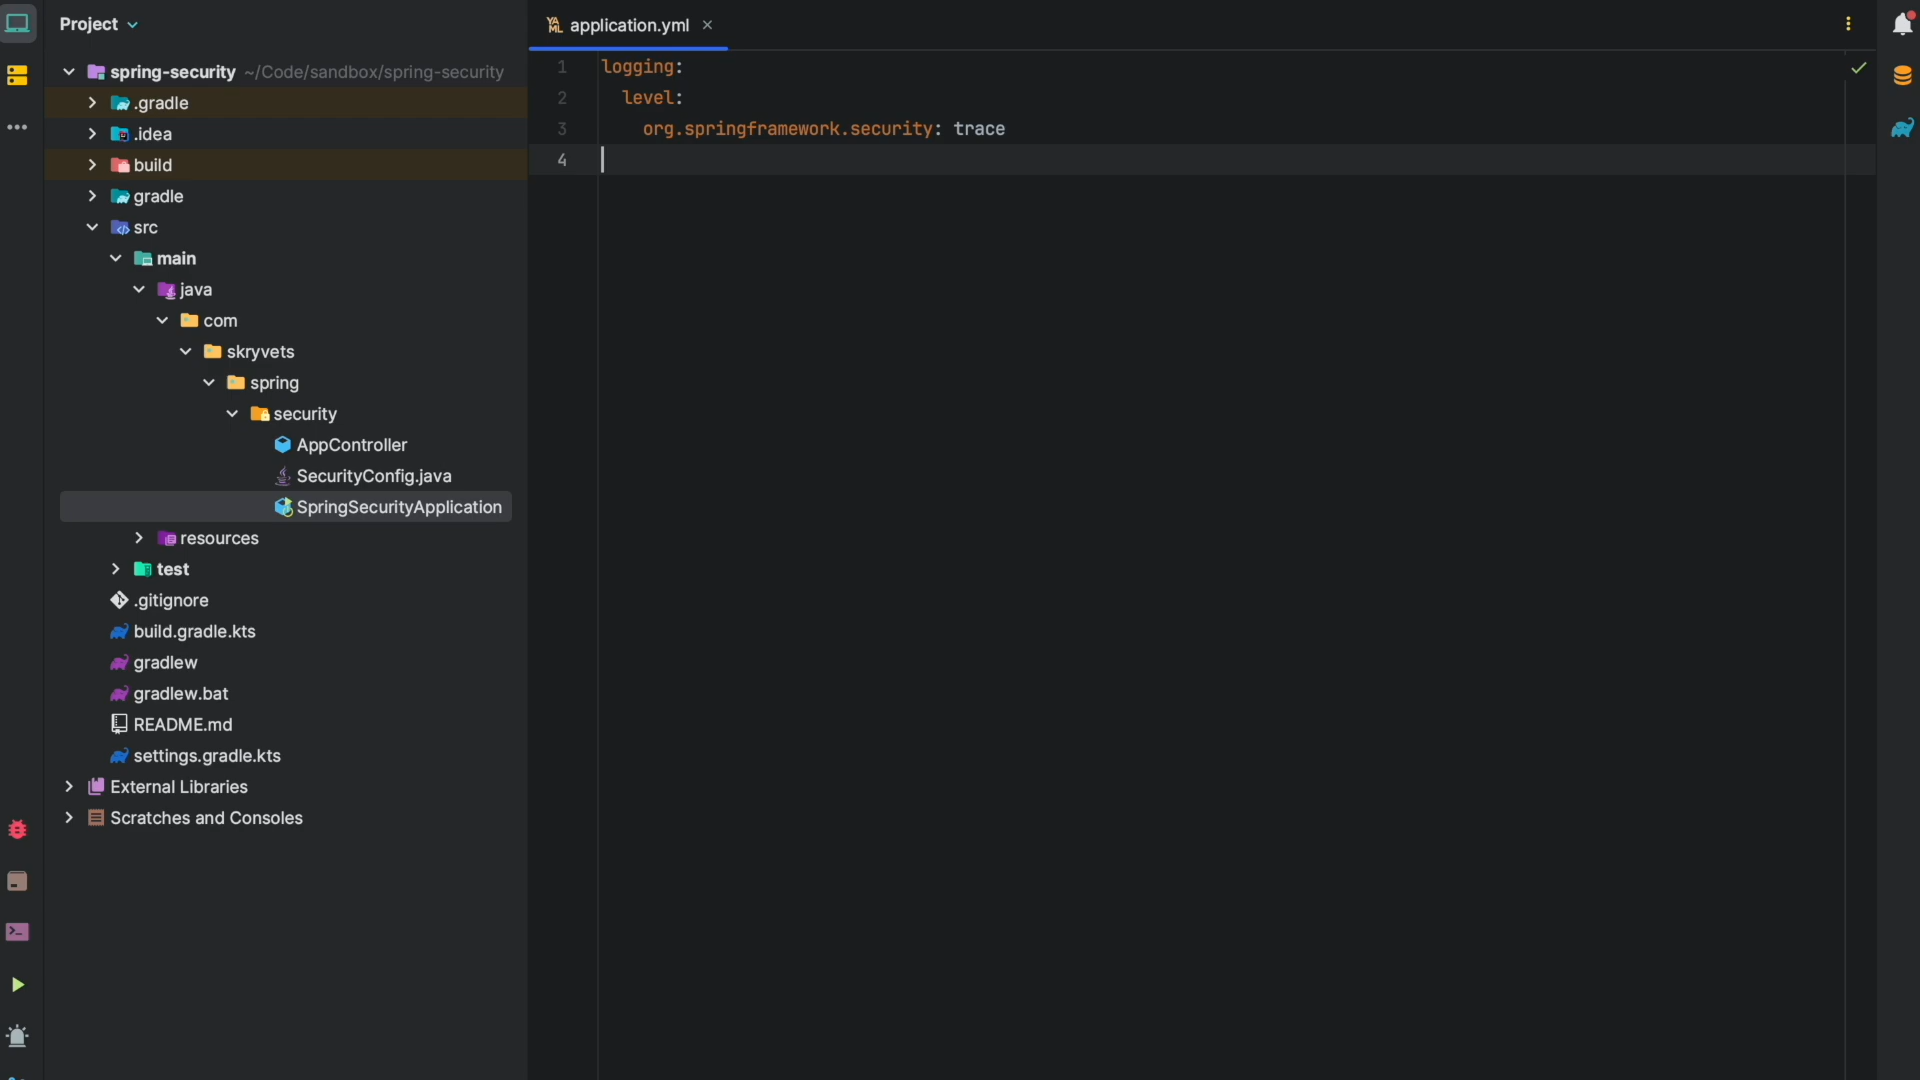 Project
spring-security ~/Code/sandbox/spring-security
.gradle
.idea
build
gradle
src
main
java
com
skryvets
spring
security
AppController
SecurityConfig.java
SpringSecurityApplication
resources
test
.gitignore
build.gradle.kts
gradlew
gradlew.bat
README.md
settings.gradle.kts
External Libraries
Scratches and Consoles
YA ML application.yml
1 logging:
2 level:
3 org.springframework.security: trace
4